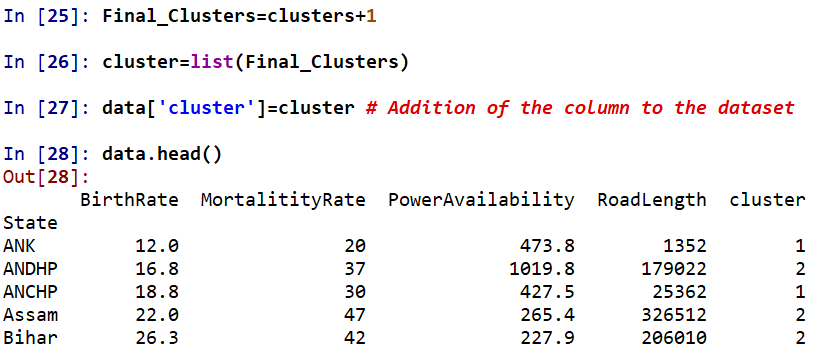 In [25]: Final_Clusters=clusters+1
In [26]: cluster=list(Final_Clusters)
In [27]: data['cluster']=cluster # Addition of the column to the dataset
In [28]: data.head()
Out[28]:
BirthRate MortalitityRate PowerAvailability RoadLength cluster
State
ANK 12.0 20 473.8 1352 1
ANDHP 16.8 37 1019.8 179022 2
ANCHP 18.8 30 427.5 25362 1
Assam 22.0 47 265.4 326512 2
Bihar 26.3 42 227.9 206010 2